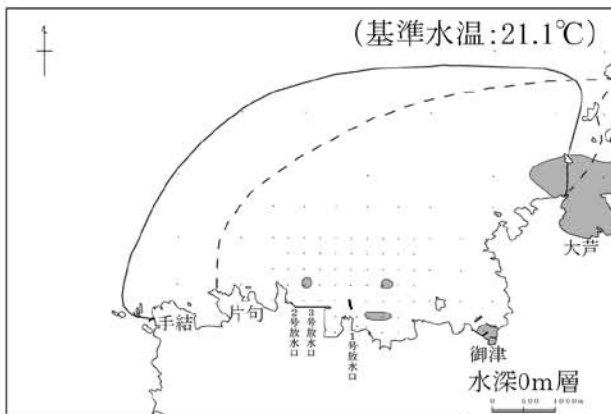 (基準水温:21.1℃)
大芦
手結
片句
2号放水口
3号放水口
1号放水口
御津
水深0m層